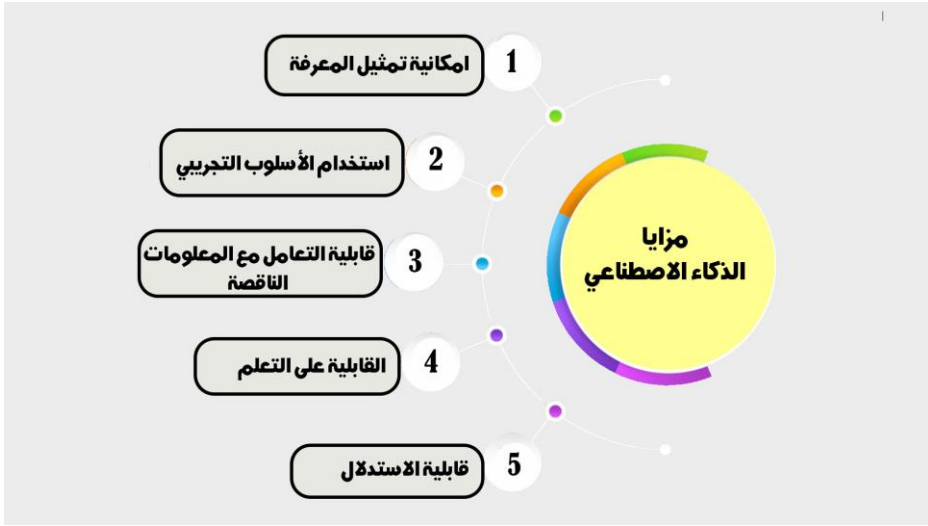 مزايا
الذكاء الاصطناعي
1
امكانية تمثيل المعرفة
2
استخدام الأسلوب التجريبي
3
قابلية التعامل مع المعلومات
الناقصة
4
القابلية على التعلم
5
قابلية الاستدلال